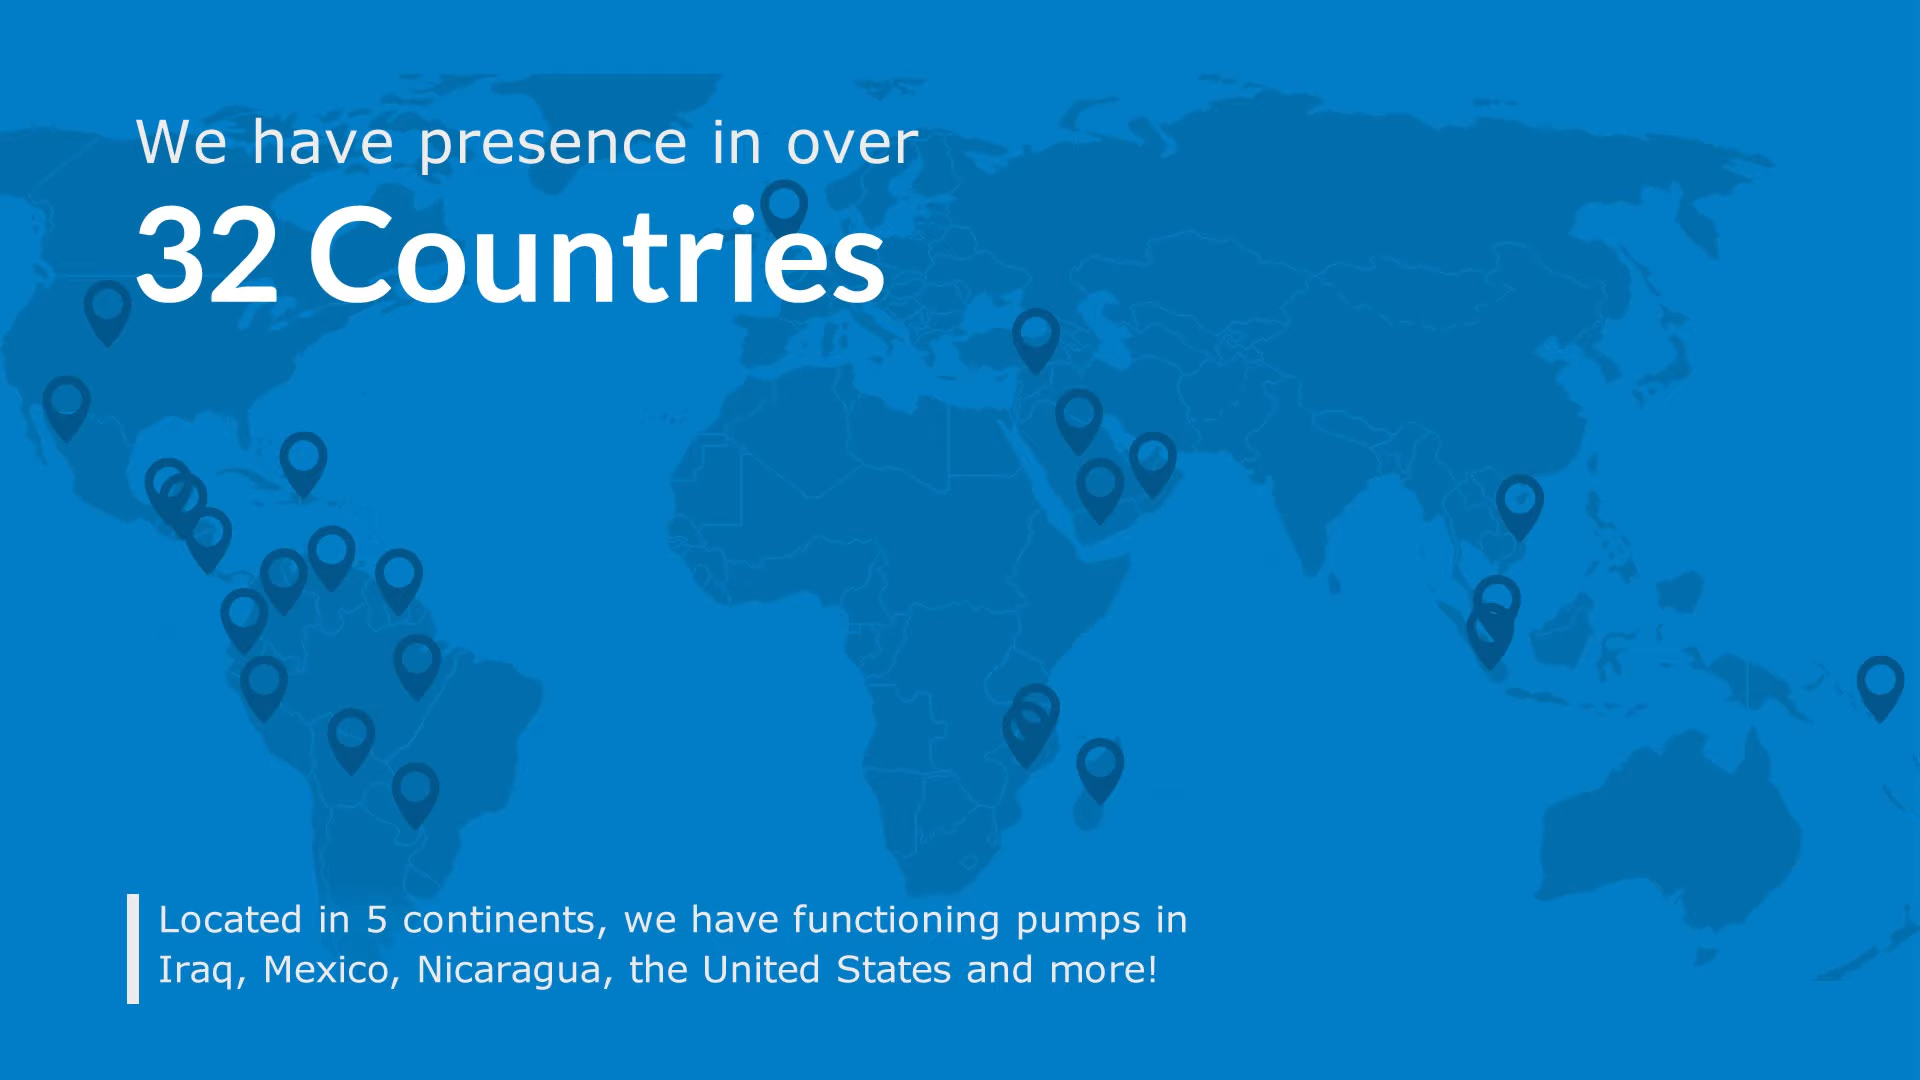 We have presence in over
32 Countries
Located in 5 continents, we have functioning pumps in
Iraq, Mexico, Nicaragua, the United States and more!